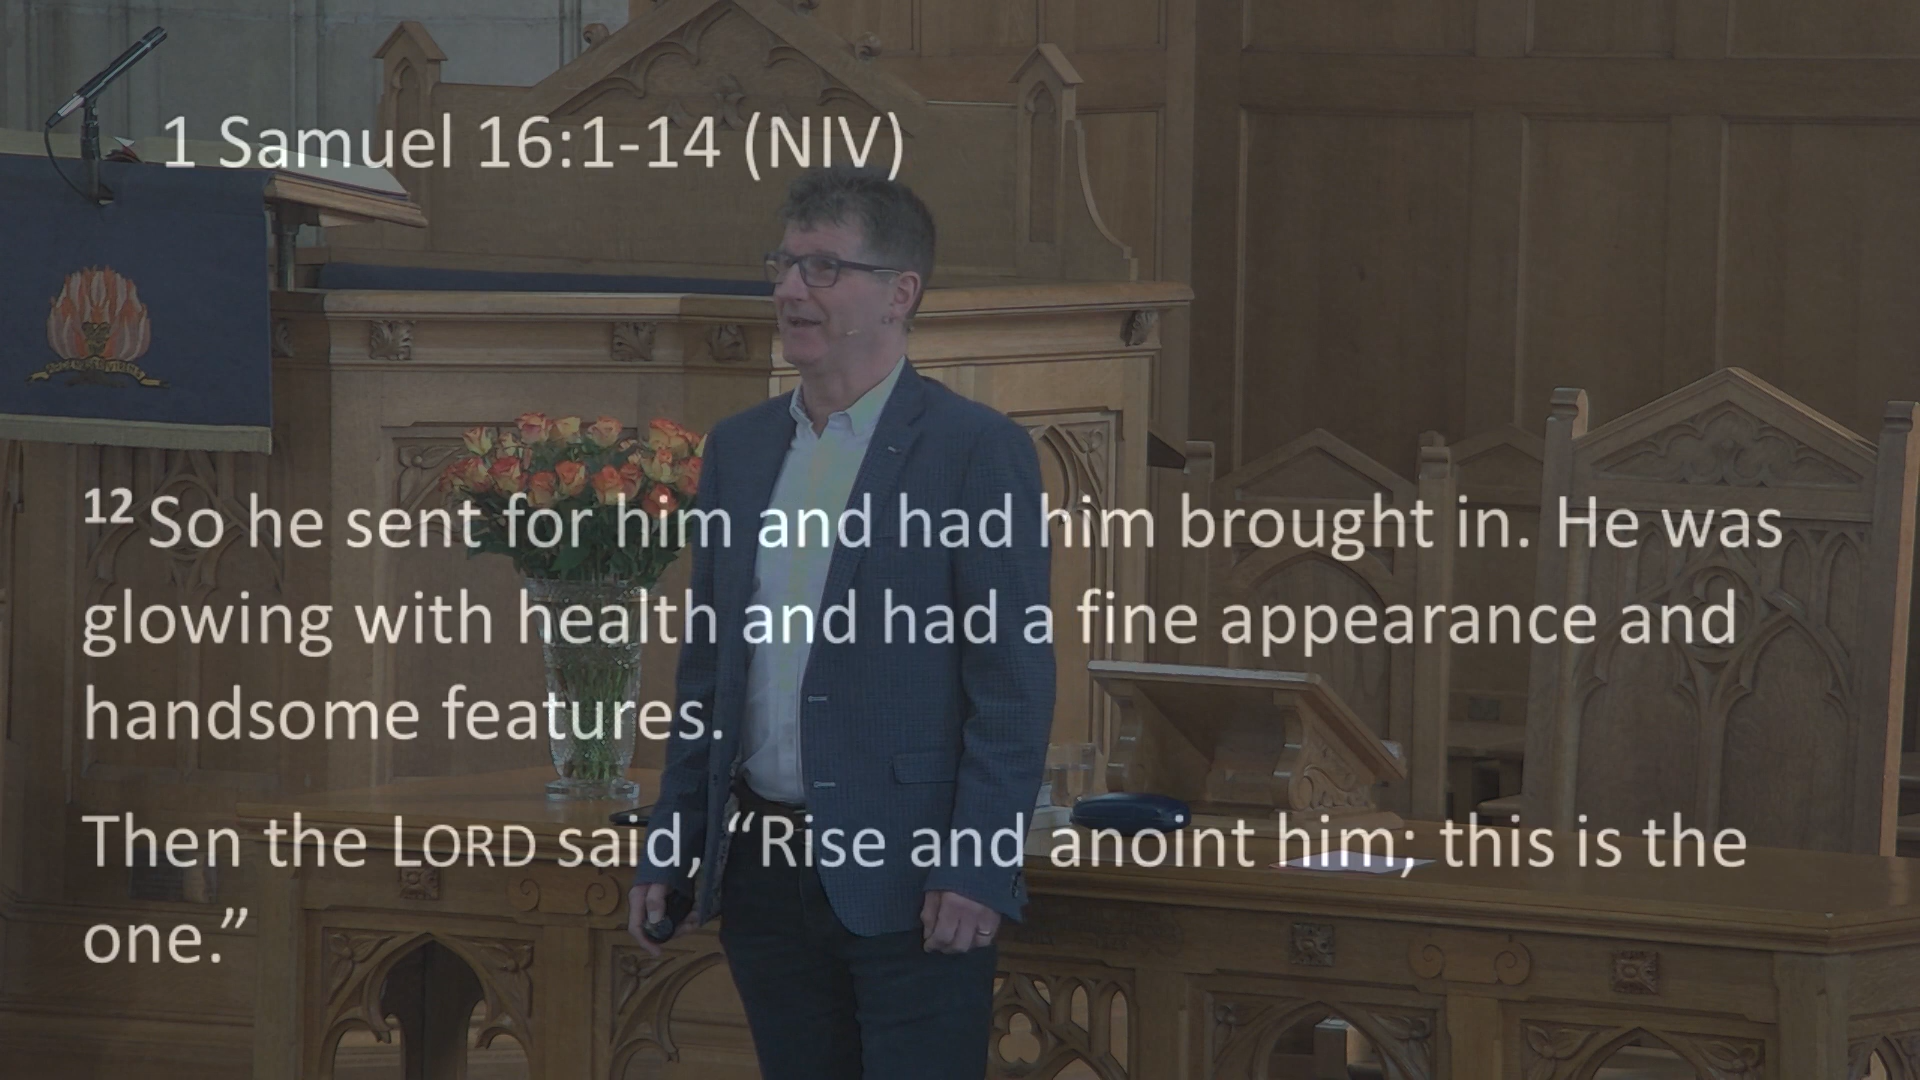 1 Samuel 16:1-14 (NIV)
12 So he sent for him and had him brought in. He was
glowing with health and had a fine appearance and
handsome features.
Then the LORD said, “Rise and anoint him; this is the
one.”